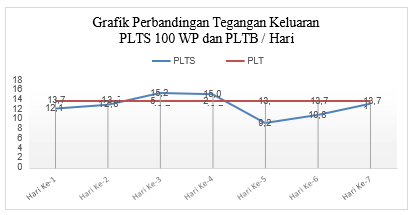 Grafik Perbandingan Tegangan Keluaran
PLTS 100 WP dan PLTB / Hari
PLTS PLT
18
16
14
12
10
8
6
4
2
0
13,7 15,2 15,0 13,7 13,7
12,1 12,8 9,2 10,8
Hari Ke-1 Hari Ke-2 Hari Ke-3 Hari Ke-4 Hari Ke-5 Hari Ke-6 Hari Ke-7